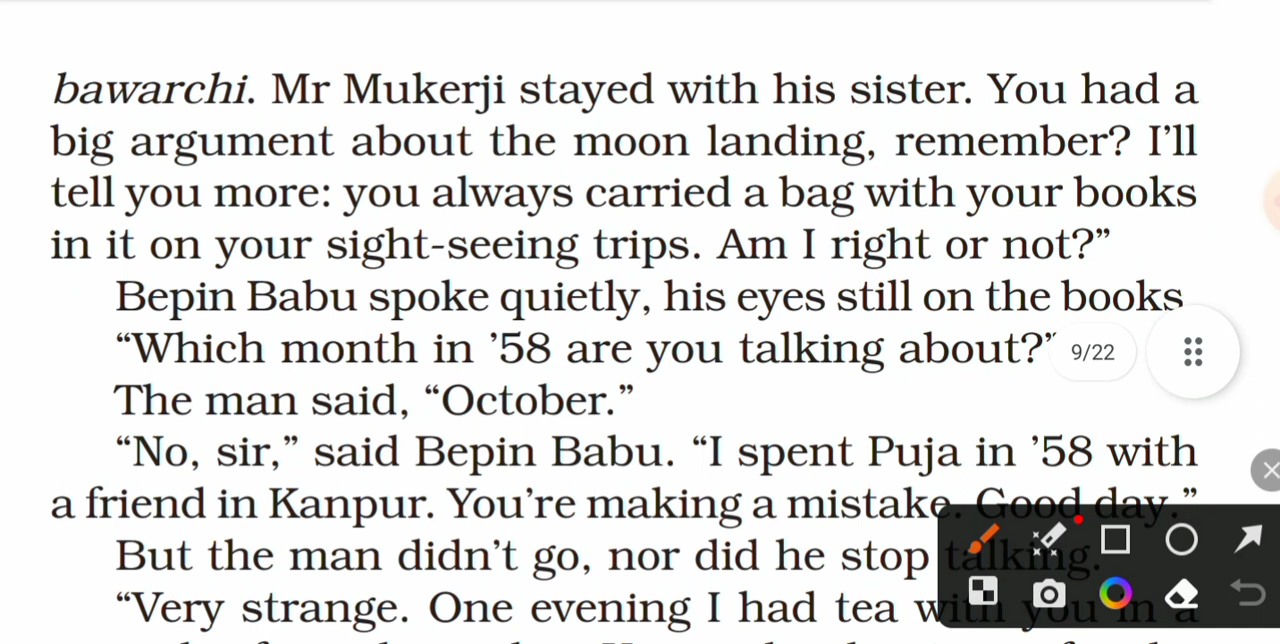 bawarchi. Mr Mukerji stayed with his sister. You had a
big argument about the moon landing, remember? I’ll
tell you more: you always carried a bag with your books
in it on your sight-seeing trips. Am I right or not?”
Bepin Babu spoke quietly, his eyes still on the books
“Which month in ’58 are you talking about?”
9/22
The man said, “October.”
“No, sir,” said Bepin Babu. “I spent Puja in ’58 with
a friend in Kanpur. You’re making a mistake. Good day.”
But the man didn’t go, nor did he stop talking.
“Very strange. One evening I had tea with you in a